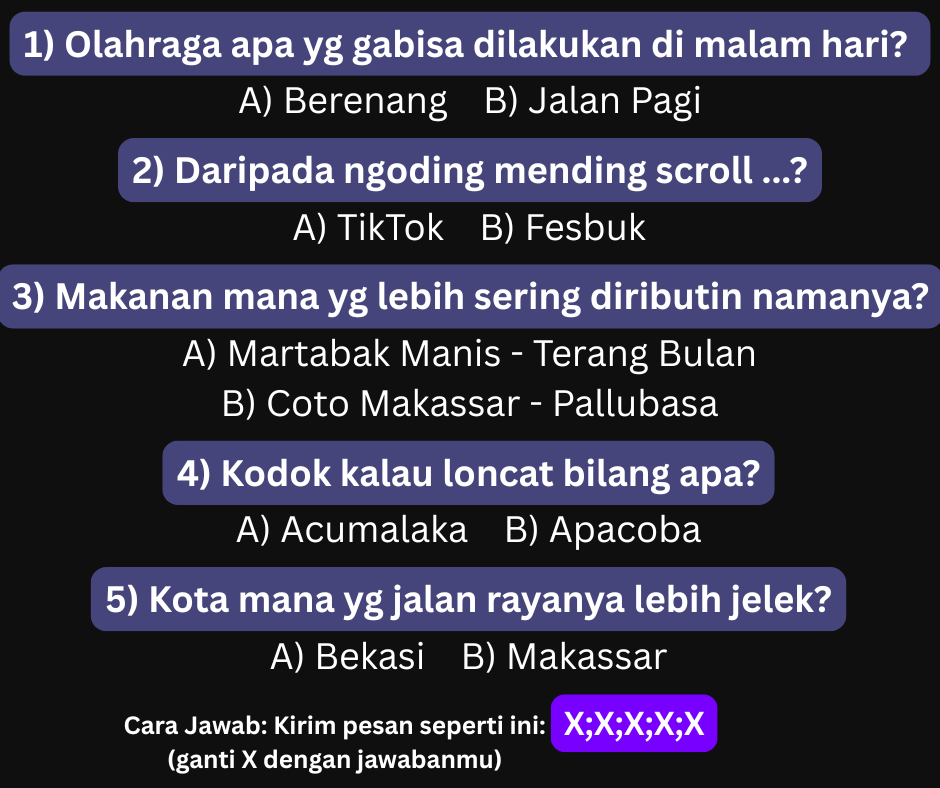 1) Olahraga apa yg gabisa dilakukan di malam hari?
A) Berenang B) Jalan Pagi
2) Daripada ngoding mending scroll ...?
A) TikTok B) Fesbuk
3) Makanan mana yg lebih sering diributin namanya?
A) Martabak Manis - Terang Bulan
B) Coto Makassar - Pallubasa
4) Kodok kalau loncat bilang apa?
A) Acumalaka B) Apacoba
5) Kota mana yg jalan rayanya lebih jelek?
A) Bekasi B) Makassar
Cara Jawab: Kirim pesan seperti ini: X;X;X;X;X
(ganti X dengan jawabanmu)